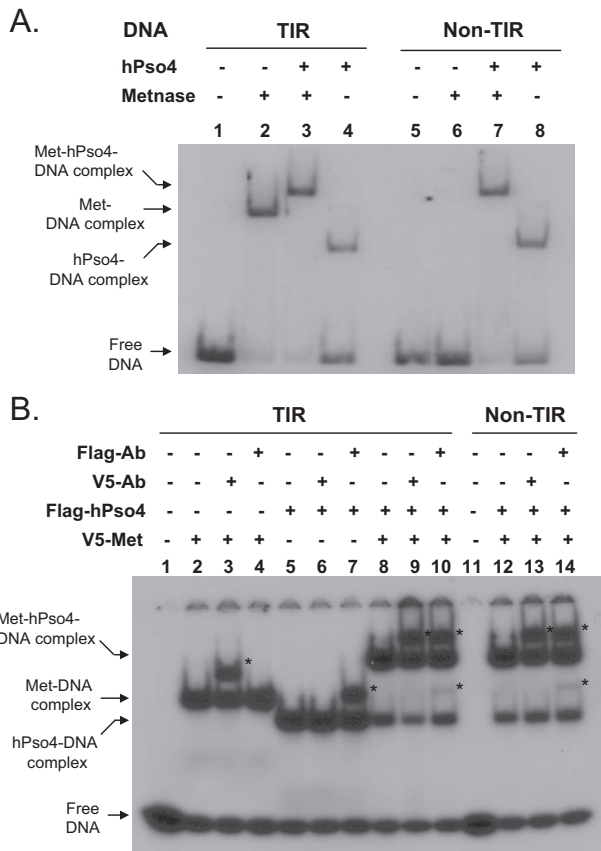 A.
DNA TIR Non-TIR
hPso4 - - + + - - + +
Metnase - + + - - + + -
1 2 3 4 5 6 7 8
Met-hPso4-
DNA complex
Met-
DNA complex
hPso4-
DNA complex
Free
DNA
B.
TIR Non-TIR
Flag-Ab - - - + - - + - - + - - - +
V5-Ab - - + - - + - - + - - - + -
Flag-hPso4 - - - - + + + + + + - + + +
V5-Met - + + + - - - + + + - + + +
1 2 3 4 5 6 7 8 9 10 11 12 13 14
Met-hPso4-
DNA complex
* * * *
*
Met-DNA
complex
* * *
hPso4-DNA
complex
Free
DNA